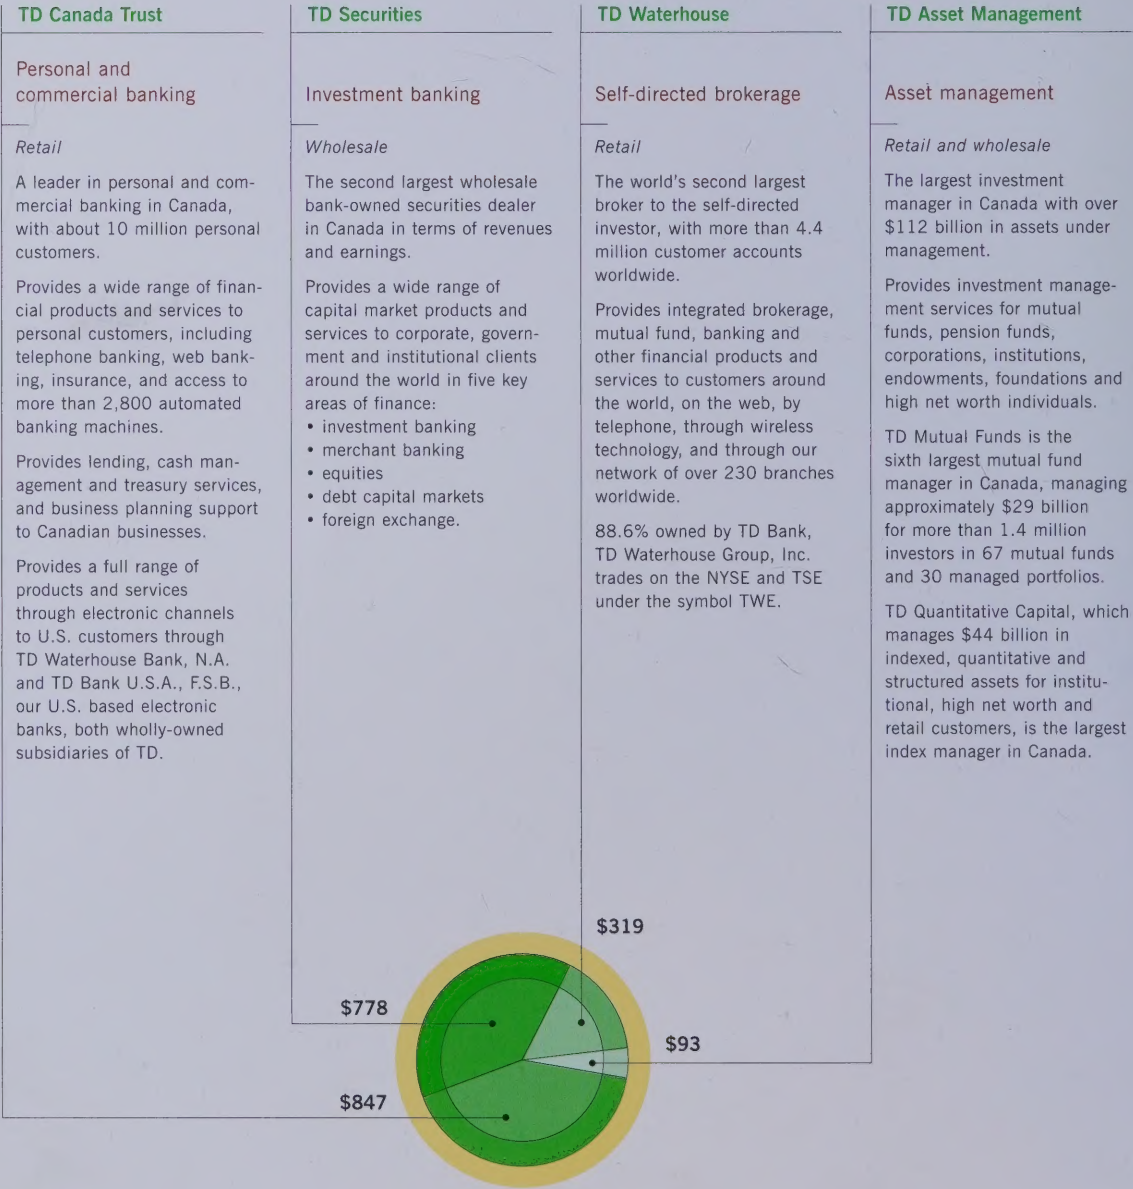 TD Canada Trust
Personal and
commercial banking
Retail
A leader in personal and com-
mercial banking in Canada,
with about 10 million personal
customers.
Provides a wide range of finan-
cial products and services to
personal customers, including
telephone banking, web bank-
ing, insurance, and access to
more than 2,800 automated
banking machines.
Provides lending, cash man-
agement and treasury services,
and business planning support
to Canadian businesses.
Provides a full range of
products and services
through electronic channels
to U.S. customers through
TD Waterhouse Bank, N.A.
and TD Bank U.S.A., F.S.B.,
our U.S. based electronic
banks, both wholly-owned
subsidiaries of TD.
TD Securities
Investment banking
Wholesale
The second largest wholesale
bank-owned securities dealer
in Canada in terms of revenues
and earnings.
Provides a wide range of
capital market products and
services to corporate, govern-
ment and institutional clients
around the world in five key
areas of finance:
• investment banking
• merchant banking
• equities
• debt capital markets
• foreign exchange.
TD Waterhouse
Self-directed brokerage
Retail
The world's second largest
broker to the self-directed
investor, with more than 4.4
million customer accounts
worldwide.
Provides integrated brokerage,
mutual fund, banking and
other financial products and
services to customers around
the world, on the web, by
telephone, through wireless
technology, and through our
network of over 230 branches
worldwide.
88.6% owned by TD Bank,
TD Waterhouse Group, Inc.
trades on the NYSE and TSE
under the symbol TWE.
TD Asset Management
Asset management
Retail and wholesale
The largest investment
manager in Canada with over
$112 billion in assets under
management.
Provides investment manage-
ment services for mutual
funds, pension funds,
corporations, institutions,
endowments, foundations and
high net worth individuals.
TD Mutual Funds is the
sixth largest mutual fund
manager in Canada, managing
approximately $29 billion
for more than 1.4 million
investors in 67 mutual funds
and 30 managed portfolios.
TD Quantitative Capital, which
manages $44 billion in
indexed, quantitative and
structured assets for institu-
tional, high net worth and
retail customers, is the largest
index manager in Canada.
$319
$778
$93
$847